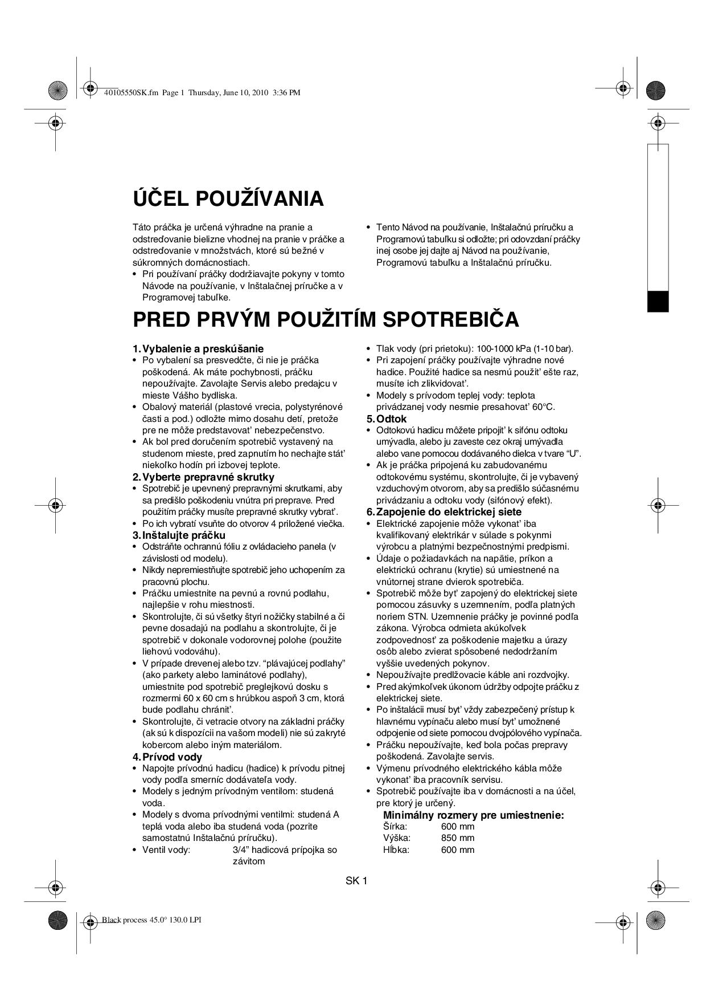 40105550SK.fm Page 1 Thursday, June 10, 2010 3:36 PM
ÚČEL POUŽÍVANIA
Táto práčka je určená výhradne na pranie a
odstreďovanie bielizne vhodnej na pranie v práčke a
odstreďovanie v množstvách, ktoré sú bežné v
súkromných domácnostiach.
• Pri používaní práčky dodržiavajte pokyny v tomto
Návode na používanie, v Inštalačnej príručke a v
Programovej tabuľke.
• Tento Návod na používanie, Inštalačnú príručku a
Programovú tabuľku si odložte; pri odovzdaní práčky
inej osobe jej dajte aj Návod na používanie,
Programovú tabuľku a Inštalačnú príručku.
PRED PRVÝM POUŽITÍM SPOTREBIČA
1. Vybalenie a preskúšanie
• Po vybalení sa presvedčte, či nie je práčka
poškodená. Ak máte pochybnosti, práčku
nepoužívajte. Zavolajte Servis alebo predajcu v
mieste Vášho bydliska.
• Obalový materiál (plastové vrecia, polystyrénové
časti a pod.) odložte mimo dosahu detí, pretože
pre ne môže predstavovať nebezpečenstvo.
• Ak bol pred doručením spotrebič vystavený na
studenom mieste, pred zapnutím ho nechajte stáť
niekoľko hodín pri izbovej teplote.
2. Vyberte prepravné skrutky
• Spotrebič je upevnený prepravnými skrutkami, aby
sa predišlo poškodeniu vnútra pri preprave. Pred
použitím práčky musíte prepravné skrutky vybrať.
• Po ich vybratí vsuňte do otvorov 4 priložené viečka.
3. Inštalujte práčku
• Odstráňte ochrannú fóliu z ovládacieho panela (v
závislosti od modelu).
• Nikdy nepremiestňujte spotrebič jeho uchopením za
pracovnú plochu.
• Práčku umiestnite na pevnú a rovnú podlahu,
najlepšie v rohu miestnosti.
• Skontrolujte, či sú všetky štyri nožičky stabilné a či
pevne dosadajú na podlahu a skontrolujte, či je
spotrebič v dokonale vodorovnej polohe (použite
liehovú vodováhu).
• V prípade drevenej alebo tzv. “plávajúcej podlahy”
(ako parkety alebo laminátové podlahy),
umiestnite pod spotrebič preglejkovú dosku s
rozmermi 60 x 60 cm s hrúbkou aspoň 3 cm, ktorá
bude podlahu chrániť.
• Skontrolujte, či vetracie otvory na základni práčky
(ak sú k dispozícii na vašom modeli) nie sú zakryté
kobercom alebo iným materiálom.
4. Prívod vody
• Napojte prívodnú hadicu (hadice) k prívodu pitnej
vody podľa smerníc dodávateľa vody.
• Modely s jedným prívodným ventilom: studená
voda.
• Modely s dvoma prívodnými ventilmi: studená A
teplá voda alebo iba studená voda (pozrite
samostatnú Inštalačnú príručku).
• Ventil vody: 3/4” hadicová prípojka so
závitom
• Tlak vody (pri prietoku): 100-1000 kPa (1-10 bar).
• Pri zapojení práčky používajte výhradne nové
hadice. Použité hadice sa nesmú použiť ešte raz,
musíte ich zlikvidovať.
• Modely s prívodom teplej vody: teplota
privádzanej vody nesmie presahovať 60°C.
5. Odtok
• Odtokovú hadicu môžete pripojiť k sifónu odtoku
umývadla, alebo ju zaveste cez okraj umývadla
alebo vane pomocou dodávaného dielca v tvare “U”.
• Ak je práčka pripojená ku zabudovanému
odtokovému systému, skontrolujte, či je vybavený
vzduchovým otvorom, aby sa predišlo súčasnému
privádzaniu a odtoku vody (sifónový efekt).
6. Zapojenie do elektrickej siete
• Elektrické zapojenie môže vykonať iba
kvalifikovaný elektrikár v súlade s pokynmi
výrobcu a platnými bezpečnostnými predpismi.
• Údaje o požiadavkách na napätie, príkon a
elektrickú ochranu (krytie) sú umiestnené na
vnútornej strane dvierok spotrebiča.
• Spotrebič môže byť zapojený do elektrickej siete
pomocou zásuvky s uzemnením, podľa platných
noriem STN. Uzemnenie práčky je povinné podľa
zákona. Výrobca odmieta akúkoľvek
zodpovednosť za poškodenie majetku a úrazy
osôb alebo zvierat spôsobené nedodržaním
vyššie uvedených pokynov.
• Nepoužívajte predlžovacie káble ani rozdvojky.
• Pred akýmkoľvek úkonom údržby odpojte práčku z
elektrickej siete.
• Po inštalácii musí byť vždy zabezpečený prístup k
hlavnému vypínaču alebo musí byť umožnené
odpojenie od siete pomocou dvojpólového vypínača.
• Práčku nepoužívajte, keď bola počas prepravy
poškodená. Zavolajte servis.
• Výmenu prívodného elektrického kábla môže
vykonať iba pracovník servisu.
• Spotrebič používajte iba v domácnosti a na účel,
pre ktorý je určený.
Minimálny rozmery pre umiestnenie:
Šírka: 600 mm
Výška: 850 mm
Hĺbka: 600 mm
SK 1
Black process 45.0° 130.0 LPI